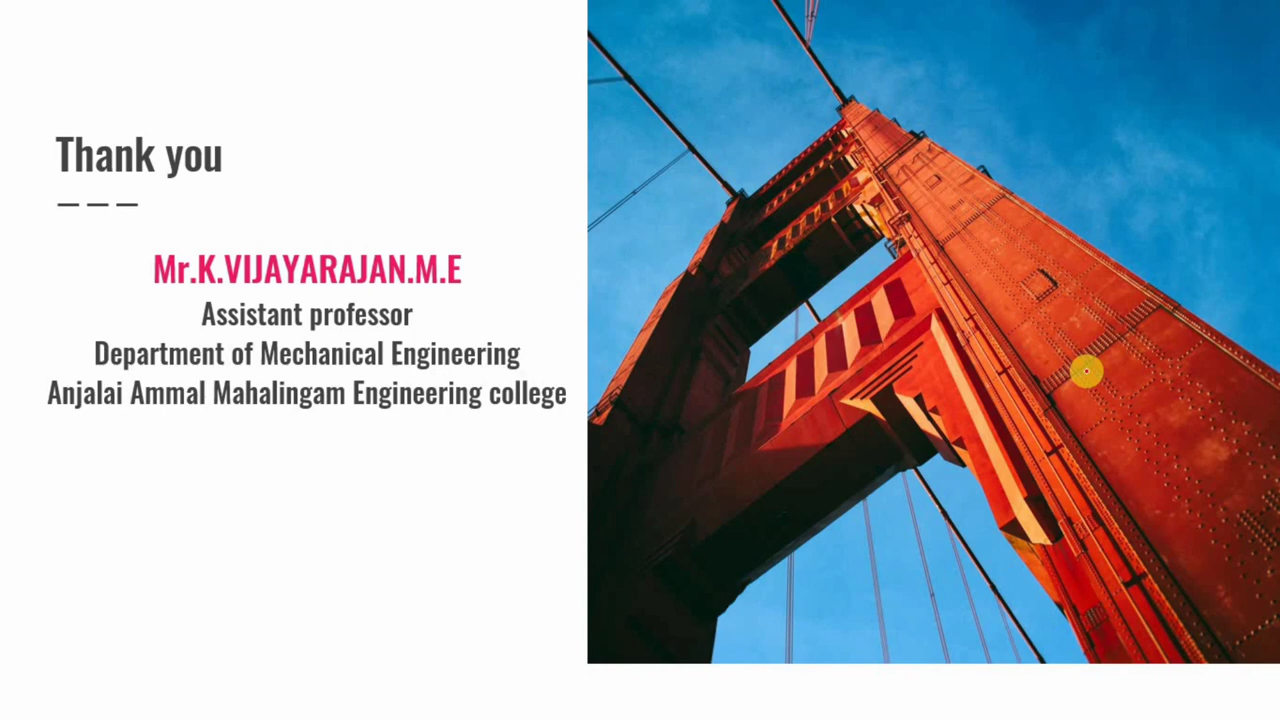 Thank you
Mr.K.VIJAYARAJAN.M.E
Assistant professor
Department of Mechanical Engineering
Anjalai Ammal Mahalingam Engineering college